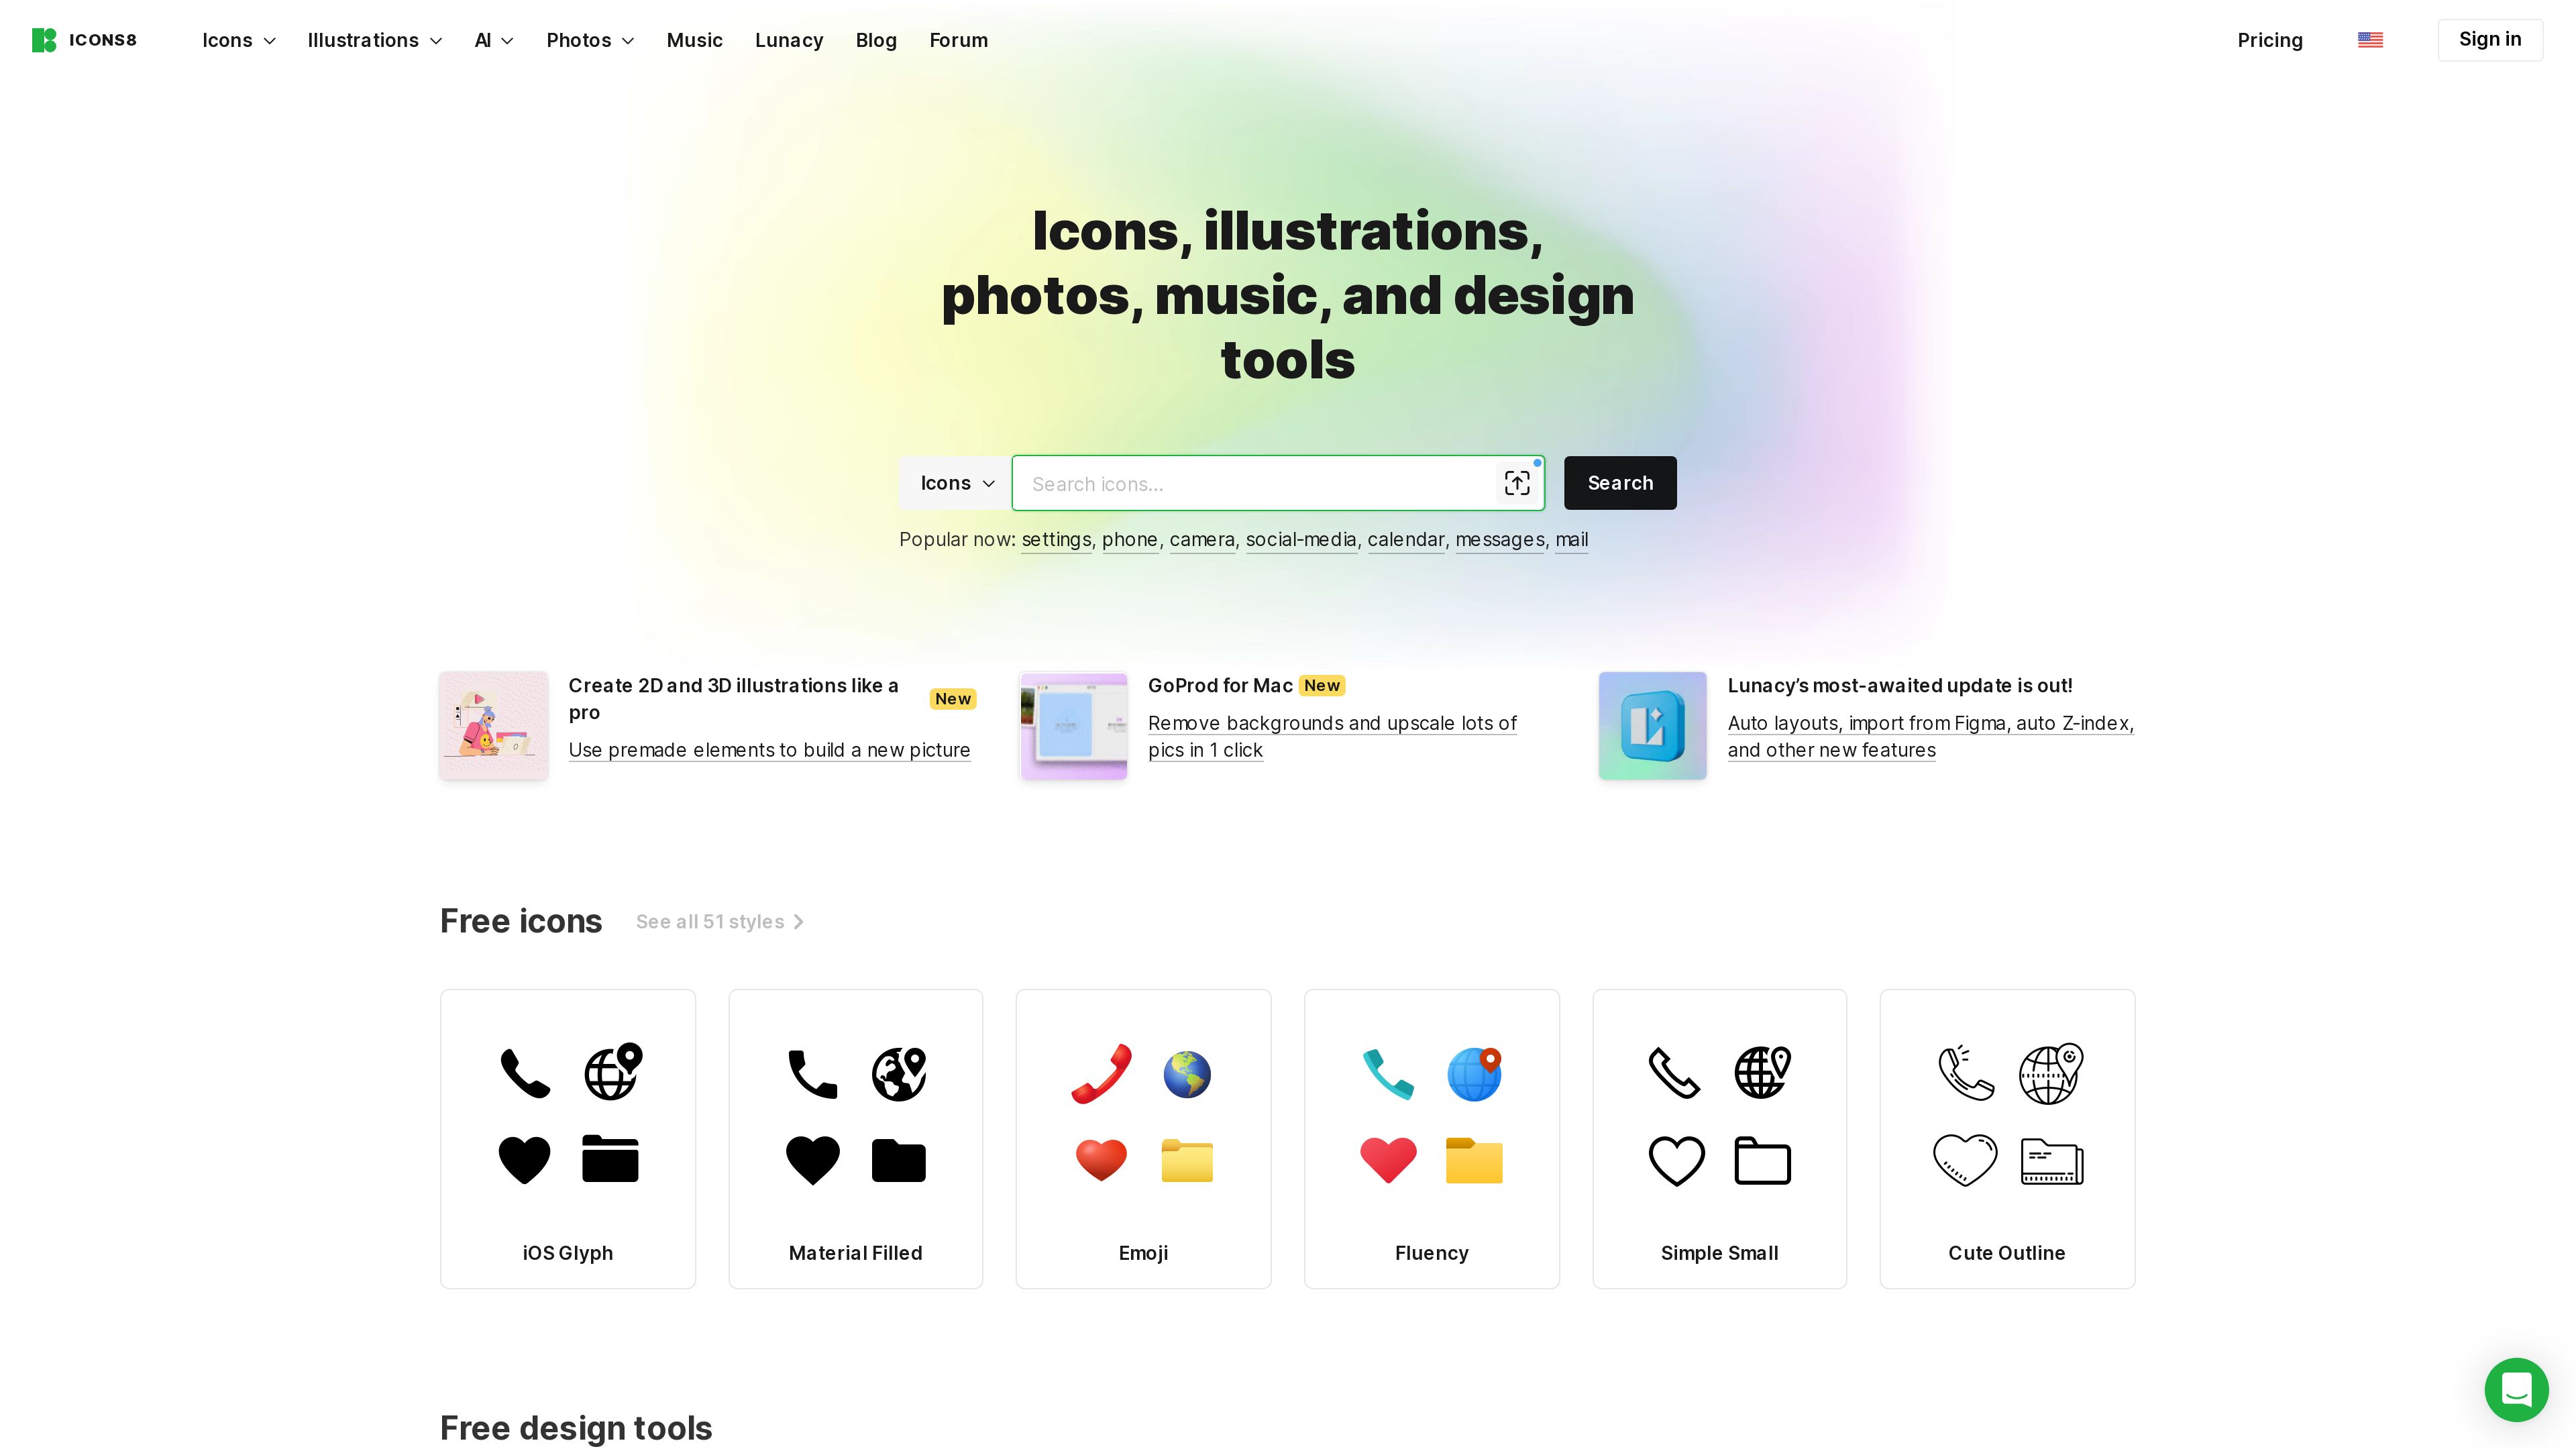 ICONS8
Icons
Illustrations
AI
Photos
Music
Lunacy
Blog
Forum
Pricing
Sign in
Icons, illustrations,
photos, music, and design
tools
Icons
Search icons...
Search
Popular now: settings, phone, camera, social-media, calendar, messages, mail
Create 2D and 3D illustrations like a
pro
New
Use premade elements to build a new picture
GoProd for Mac New
Remove backgrounds and upscale lots of
pics in 1 click
Lunacy’s most-awaited update is out!
Auto layouts, import from Figma, auto Z-index,
and other new features
Free icons
See all 51 styles
iOS Glyph
Material Filled
Emoji
Fluency
Simple Small
Cute Outline
Free design tools